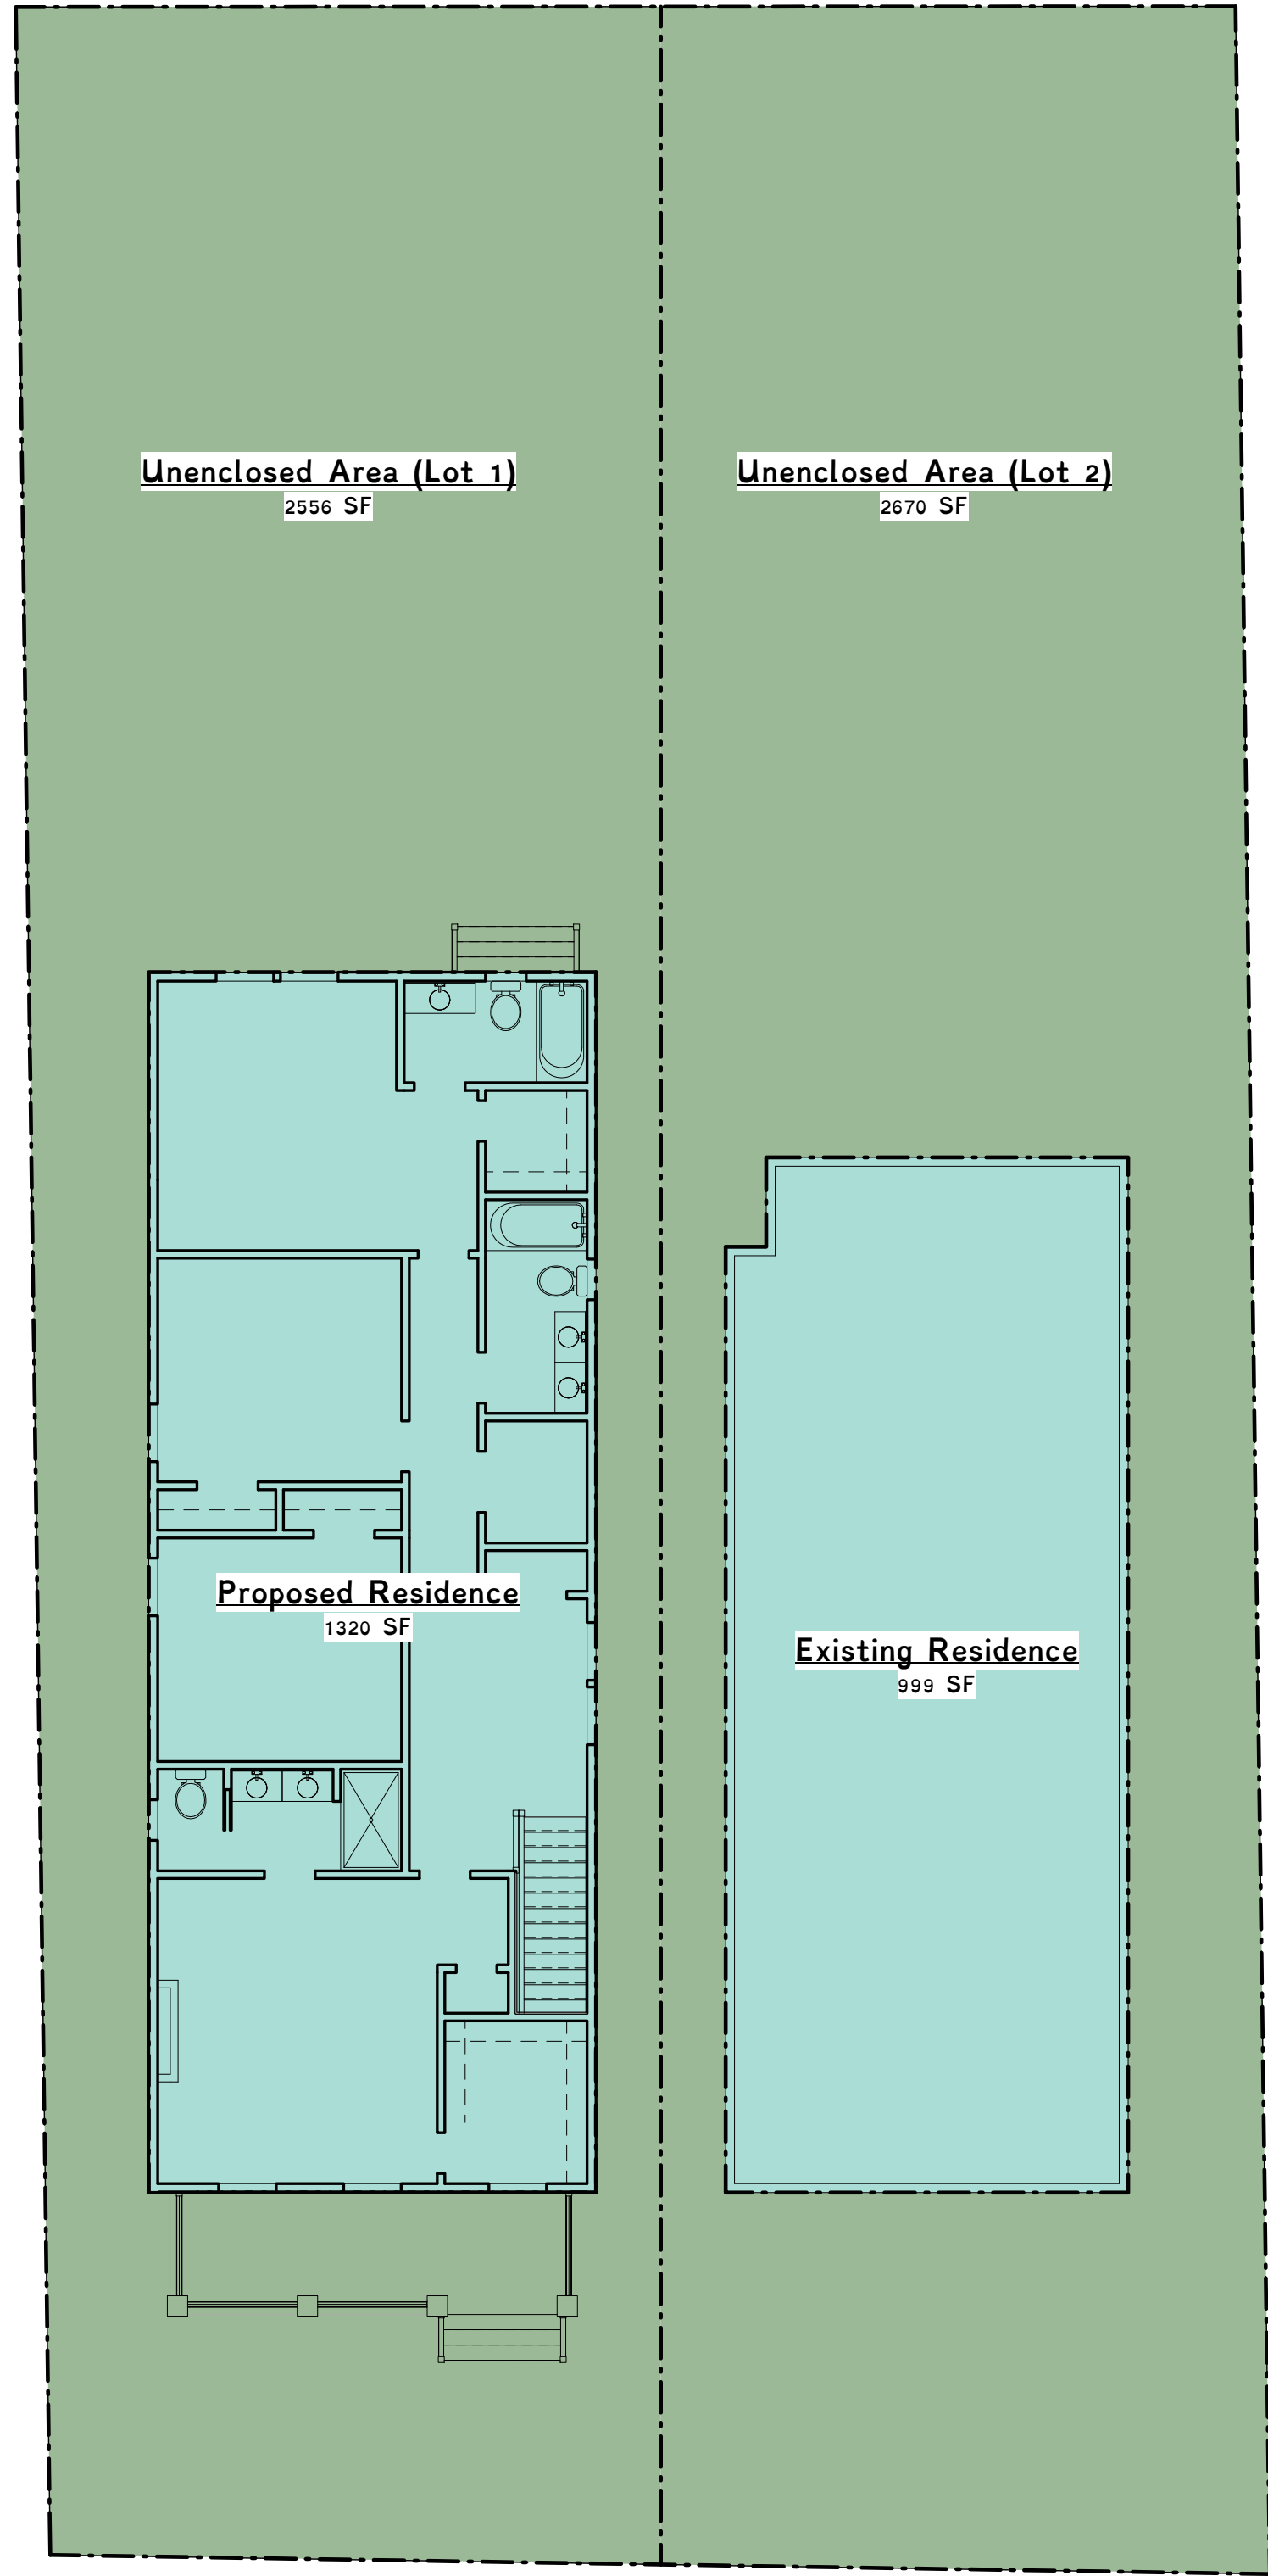 Unenclosed Area (Lot 1)
2556 SF
Unenclosed Area (Lot 2)
2670 SF
Proposed Residence
1320 SF
Existing Residence
999 SF